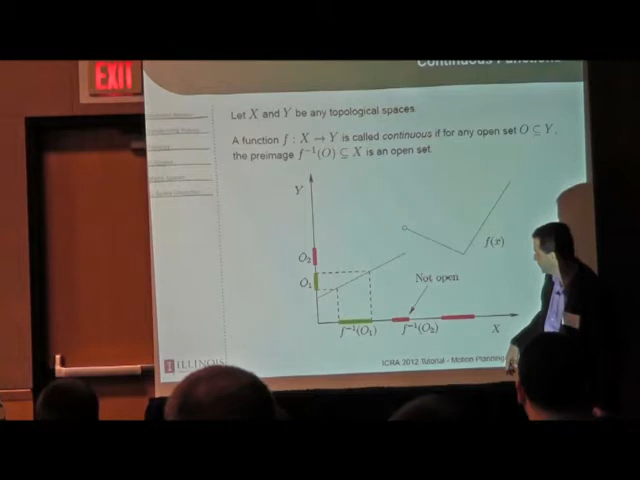 EXIT
Continuous Functions
Let X and Y be any topological spaces.
A function f : X → Y is called continuous if for any open set O ⊆ Y,
the preimage f⁻¹(O) ⊆ X is an open set.
Y
f(x)
O₂
O₁
Not open
f⁻¹(O₁)
f⁻¹(O₂)
X
I ILLINOIS
ICRA 2012 Tutorial - Motion Planning